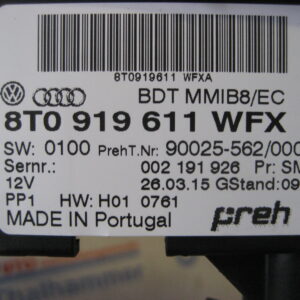 8T0919611 WFXA
BDT MMIB8/EC
8T0 919 611 WFX
SW: 0100 PrehT.Nr: 90025-562/000
Sernr.: 002 191 926 Pr: SM
12V 26.03.15 GStand:09
PP1 HW: H01 0761
MADE IN Portugal preh